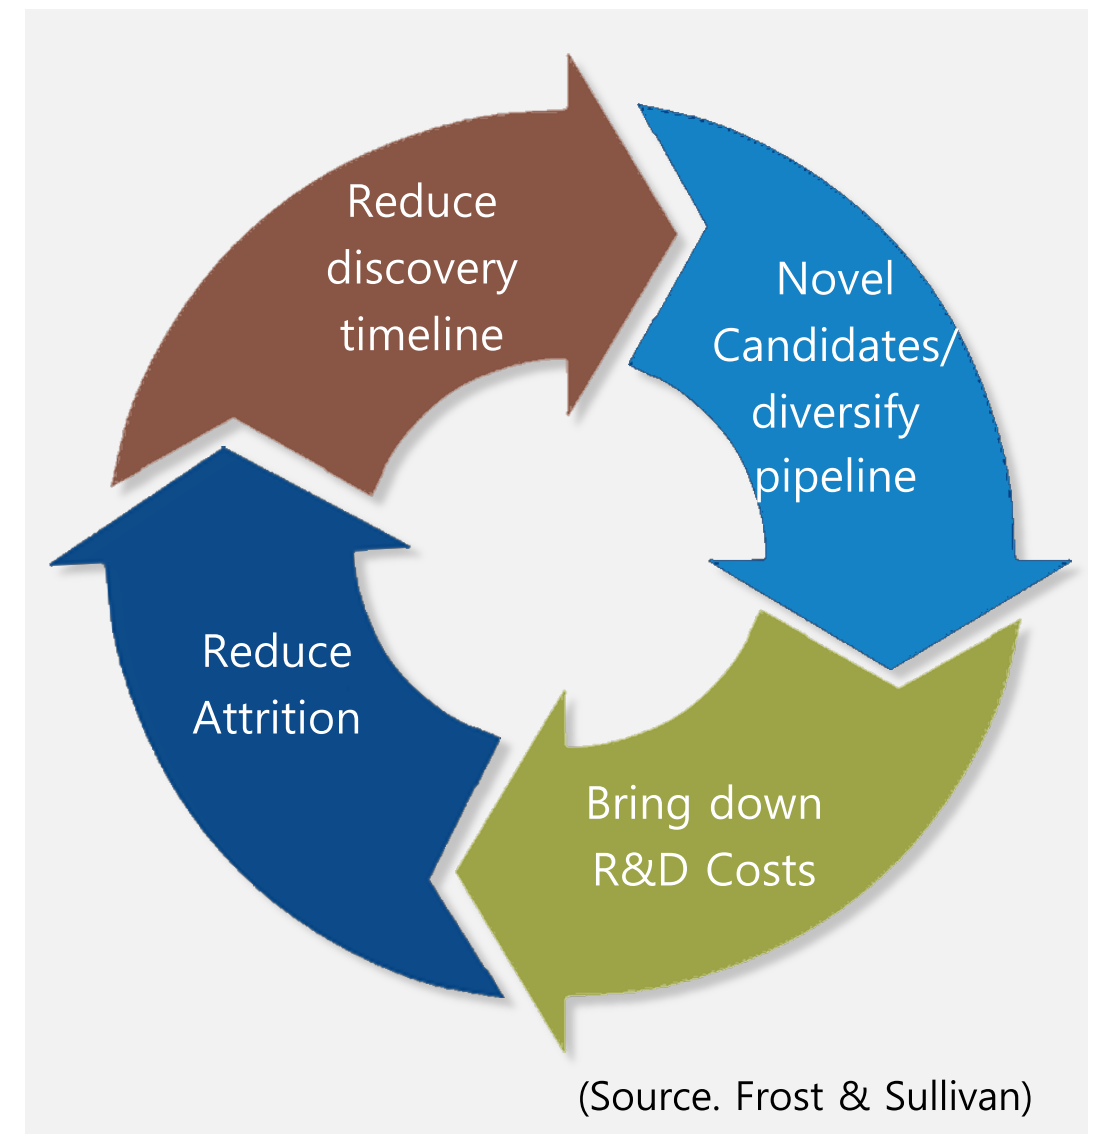 Reduce
discovery
timeline
Novel
Candidates/
diversify
pipeline
Bring down
R&D Costs
Reduce
Attrition
(Source. Frost & Sullivan)